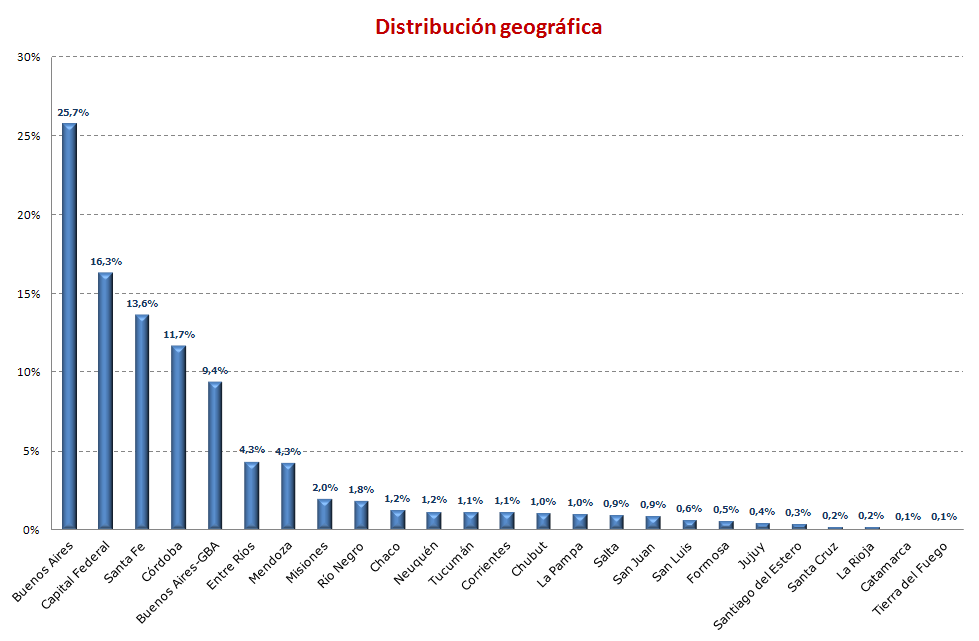 Distribución geográfica
30%
25%
20%
15%
10%
5%
0%
25,7%
16,3%
13,6%
11,7%
9,4%
4,3%
4,3%
2,0%
1,8%
1,2%
1,2%
1,1%
1,1%
1,0%
1,0%
0,9%
0,9%
0,6%
0,5%
0,4%
0,3%
0,2%
0,2%
0,1%
0,1%
Buenos Aires
Capital Federal
Santa Fe
Córdoba
Buenos Aires-GBA
Entre Ríos
Mendoza
Misiones
Río Negro
Chaco
Neuquén
Tucumán
Corrientes
Chubut
La Pampa
Salta
San Juan
San Luis
Formosa
Jujuy
Santiago del Estero
Santa Cruz
La Rioja
Catamarca
Tierra del Fuego